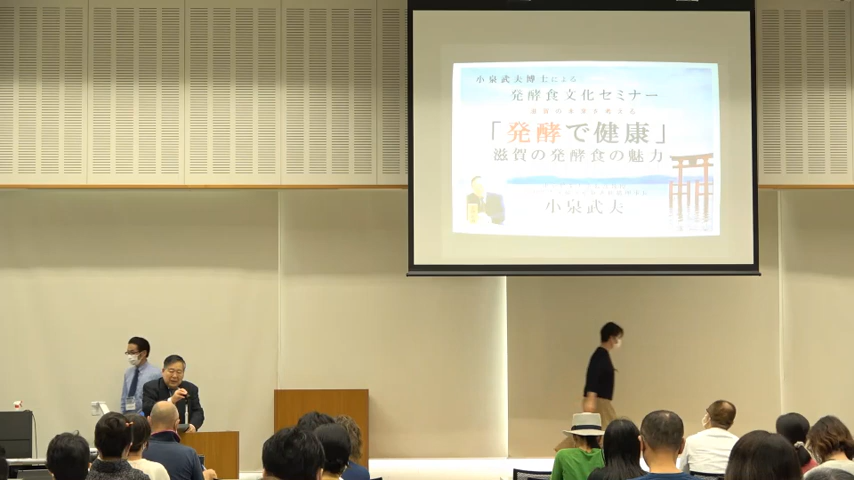 小泉武夫博士による
発酵食文化セミナー
「発酵で健康」
滋賀の発酵食の魅力
小泉武夫